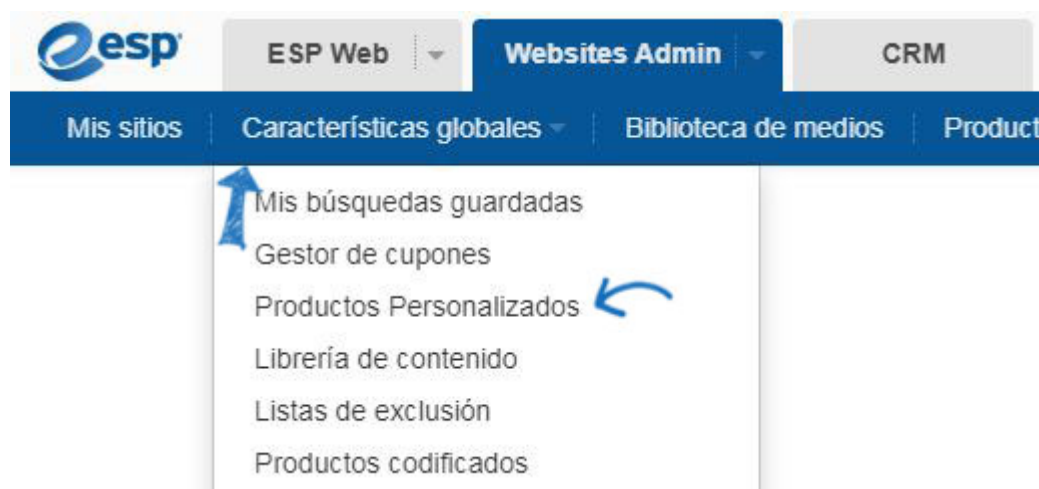 esp
ESP Web
Websites Admin
CRM
Mis sitios
Características globales
Biblioteca de medios
Product
Mis búsquedas guardadas
Gestor de cupones
Productos Personalizados
Librería de contenido
Listas de exclusión
Productos codificados